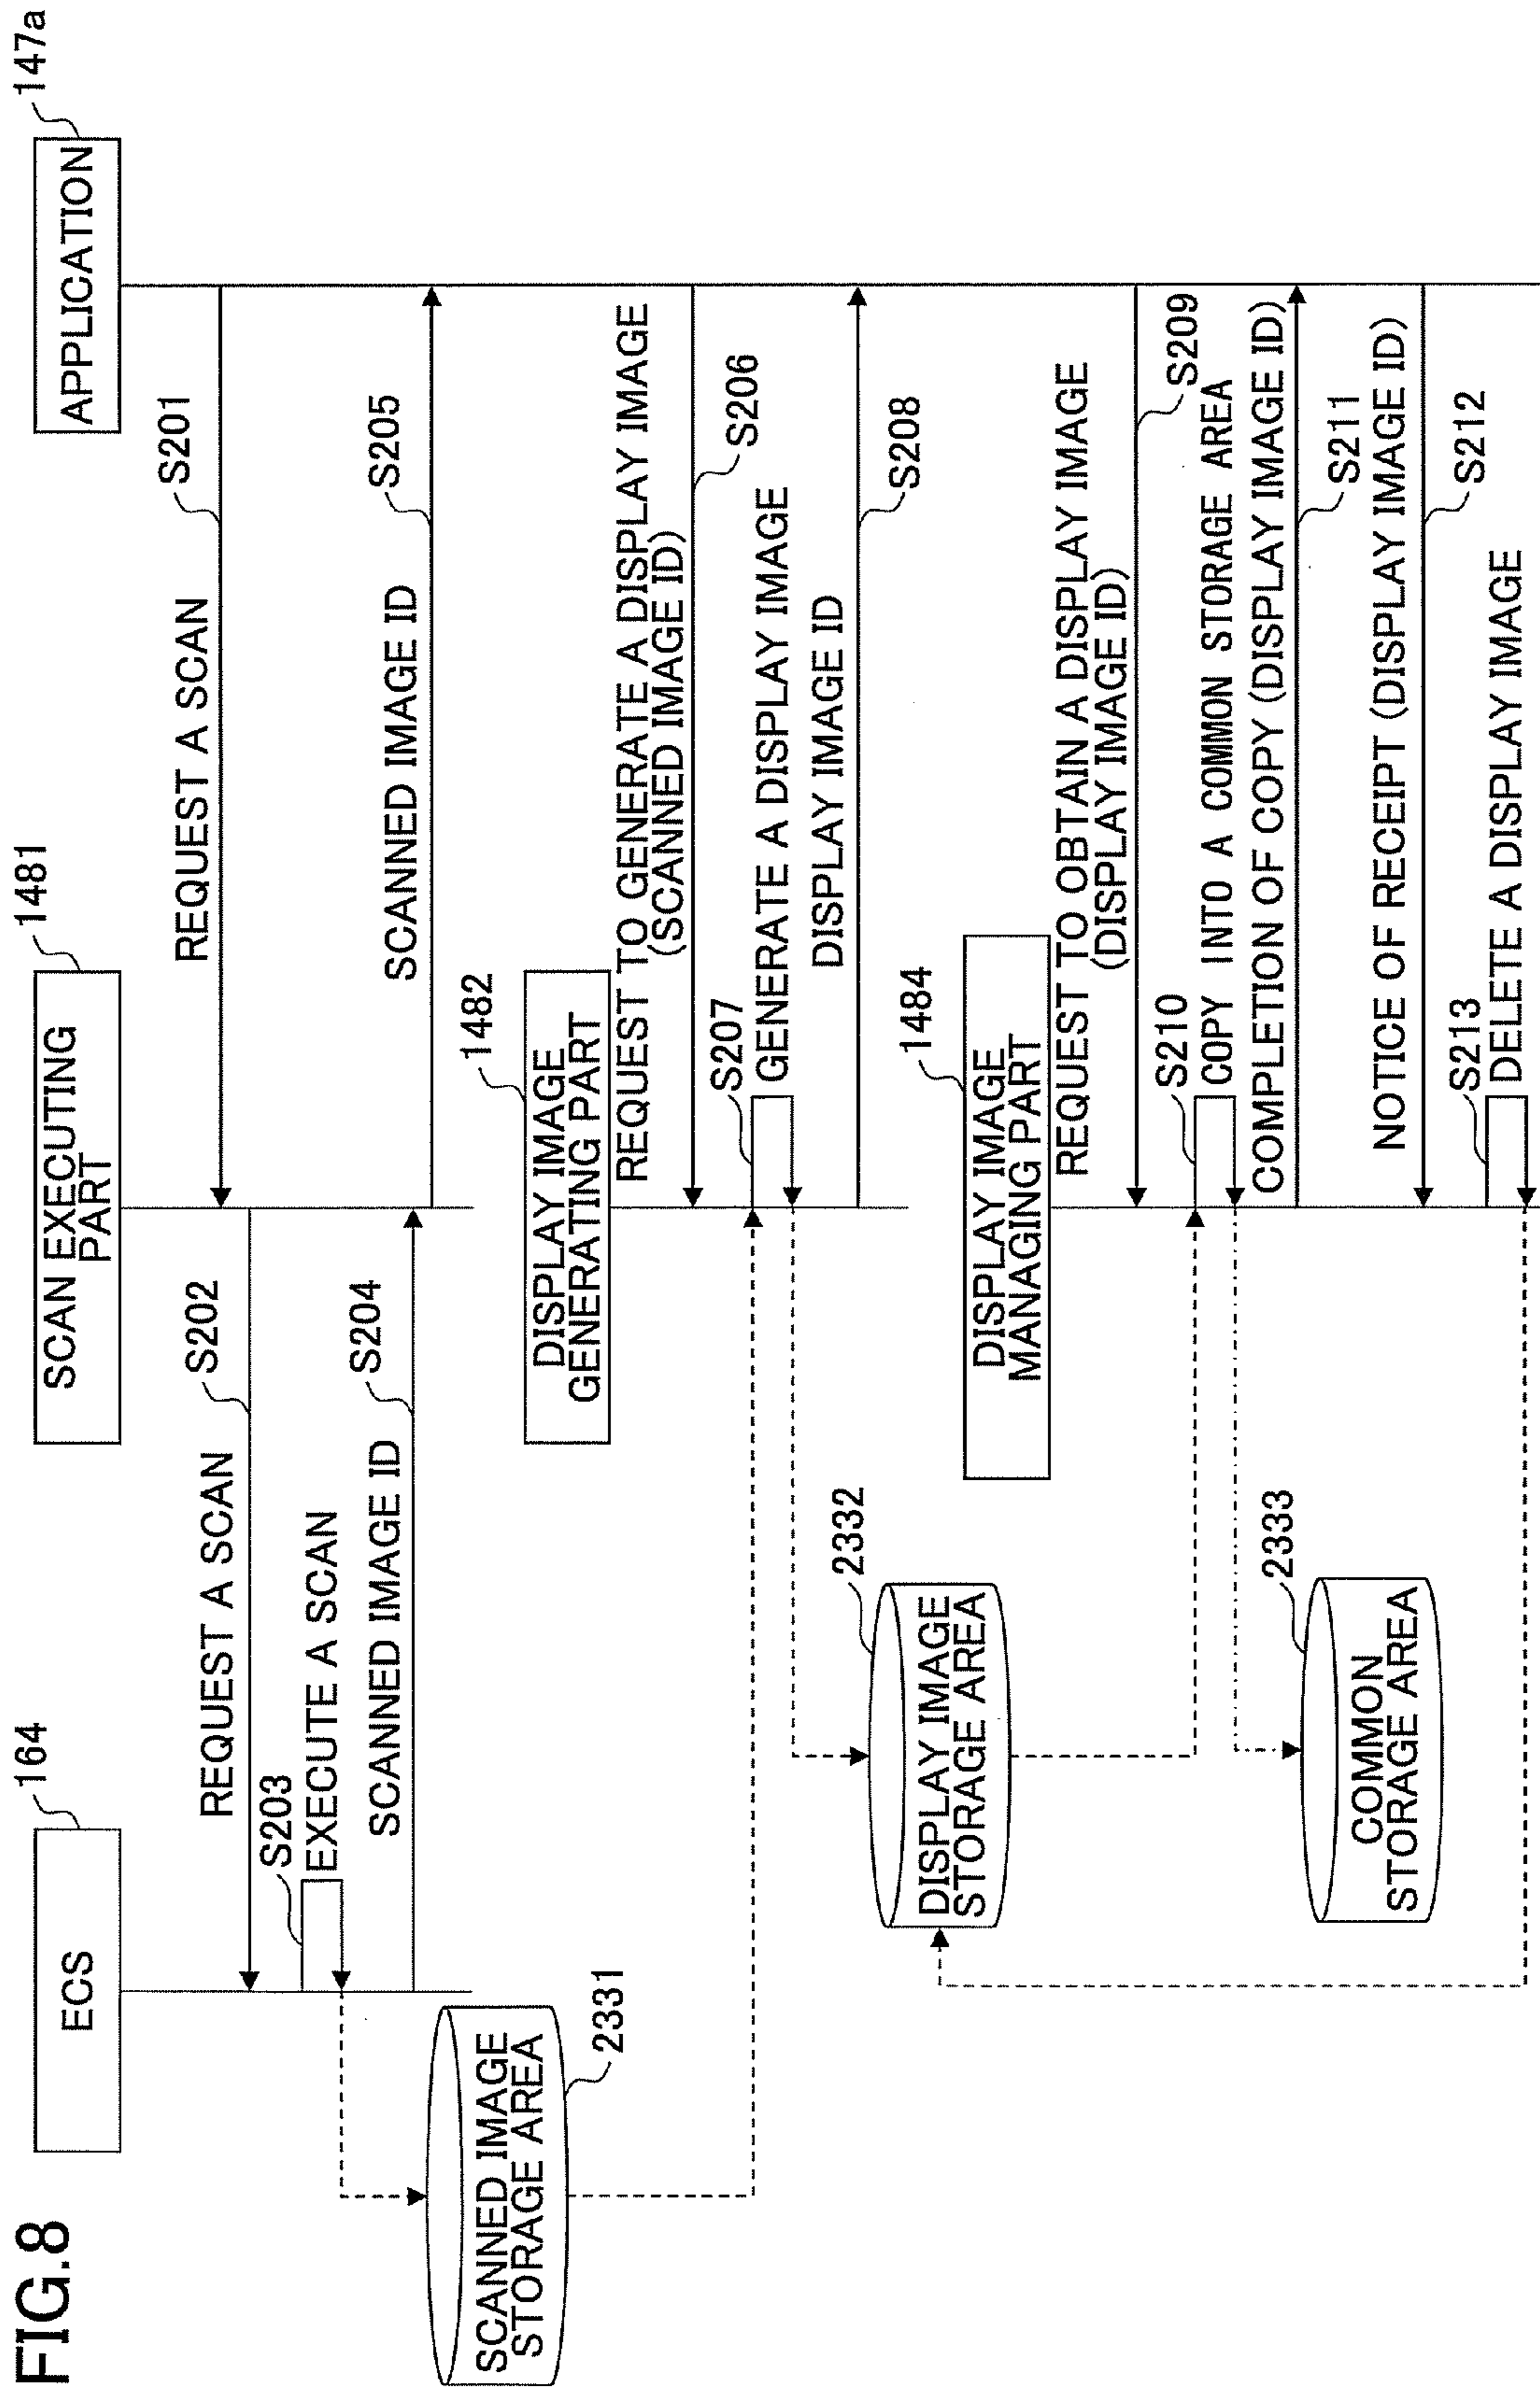 FIG.8
ECS
164
SCAN EXECUTING
PART
1481
APPLICATION
147a
REQUEST A SCAN
S201
REQUEST A SCAN
S202
S203
EXECUTE A SCAN
SCANNED IMAGE ID
S204
SCANNED IMAGE ID
S205
SCANNED IMAGE
STORAGE AREA
2331
DISPLAY IMAGE
GENERATING PART
1482
REQUEST TO GENERATE A DISPLAY IMAGE
(SCANNED IMAGE ID)
S206
S207
GENERATE A DISPLAY IMAGE
DISPLAY IMAGE ID
S208
DISPLAY IMAGE
STORAGE AREA
2332
DISPLAY IMAGE
MANAGING PART
1484
REQUEST TO OBTAIN A DISPLAY IMAGE
(DISPLAY IMAGE ID)
S209
S210
COPY INTO A COMMON STORAGE AREA
COMPLETION OF COPY (DISPLAY IMAGE ID)
S211
COMMON
STORAGE AREA
2333
NOTICE OF RECEIPT (DISPLAY IMAGE ID)
S212
S213
DELETE A DISPLAY IMAGE